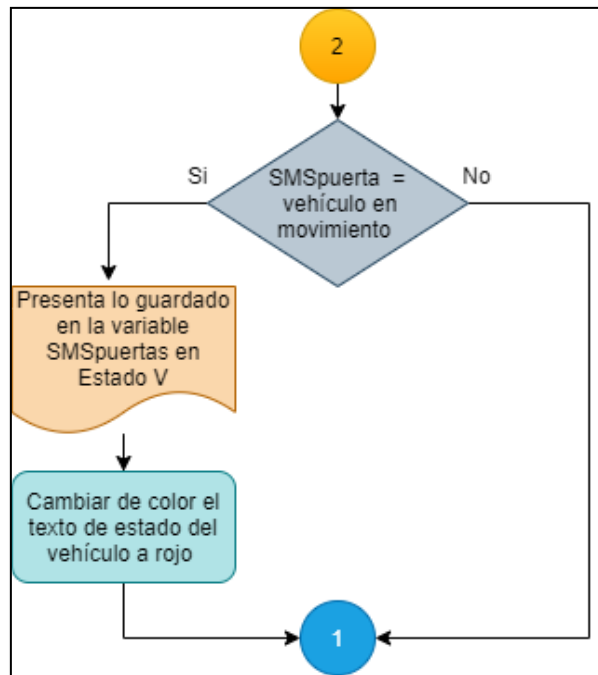 2
SMSpuerta =
vehículo en
movimiento
Si
No
Presenta lo guardado
en la variable
SMSpuertas en
Estado V
Cambiar de color el
texto de estado del
vehículo a rojo
1